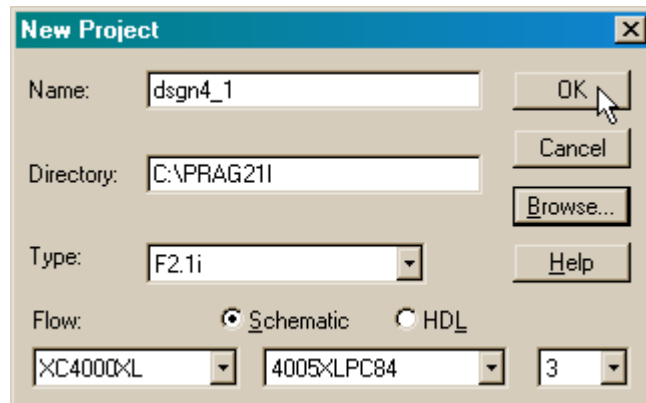 New Project
Name: dsgn4_1 OK
Cancel
Directory: C:\PRAG21I
Browse...
Type: F2.1i Help
Flow: Schematic HDL
XC4000XL 4005XLPC84 3